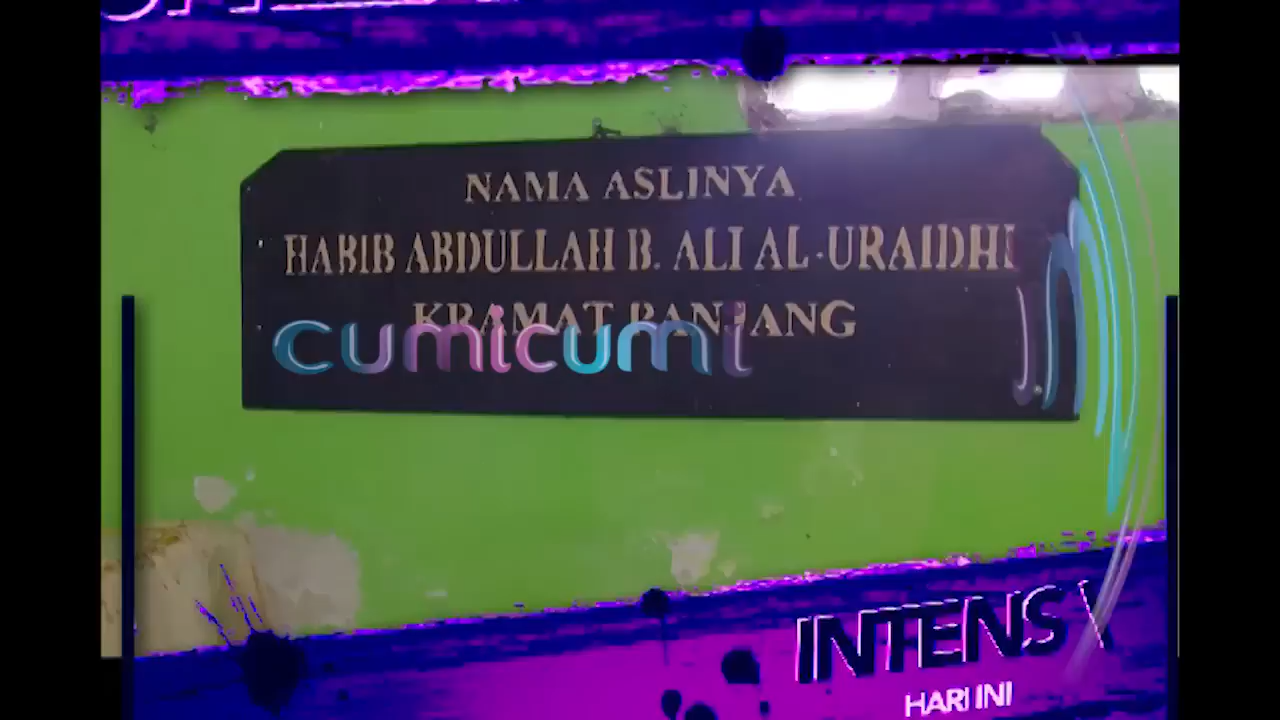 NAMA ASLINYA
HABIB ABDULLAH B. ALI AL-URAIDHI
KRAMAT PANJANG
cumicumi
INTENS
HARI INI